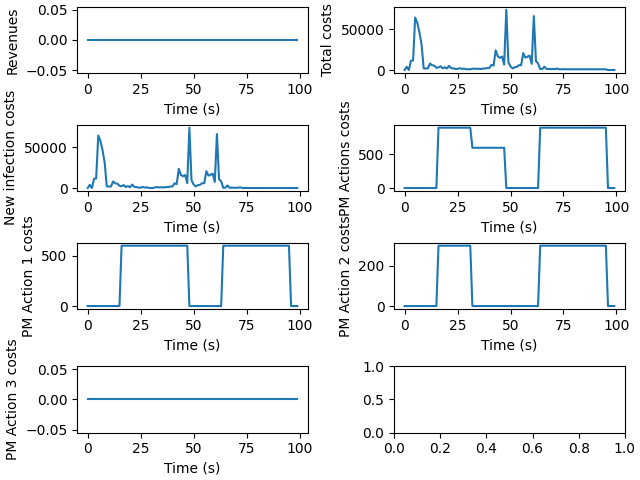 Revenues
0.05
0.00
−0.05
0 25 50 75 100
Time (s)
Total costs
50000
0
0 25 50 75 100
Time (s)
New infection costs
50000
0
0 25 50 75 100
Time (s)
PM Actions costs
500
0
0 25 50 75 100
Time (s)
PM Action 1 costs
500
0
0 25 50 75 100
Time (s)
PM Action 2 costs
200
0
0 25 50 75 100
Time (s)
PM Action 3 costs
0.05
0.00
−0.05
0 25 50 75 100
Time (s)
1.0
0.5
0.0
0.0 0.2 0.4 0.6 0.8 1.0